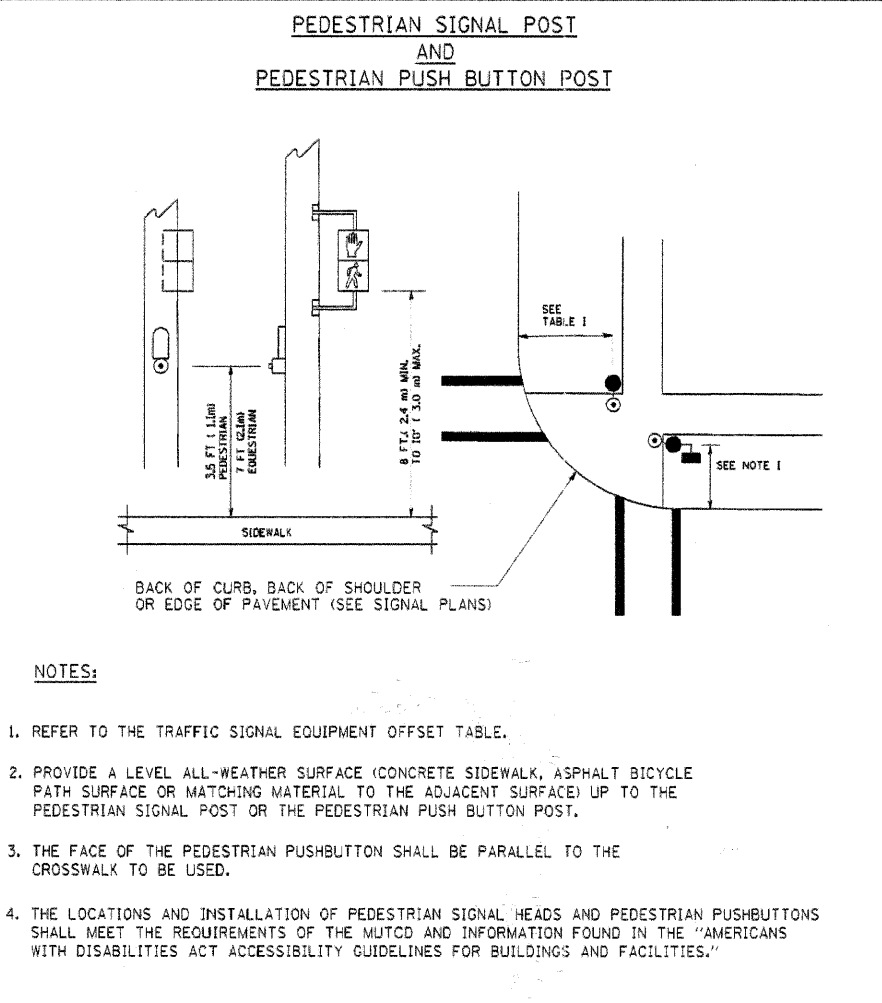 PEDESTRIAN SIGNAL POST
AND
PEDESTRIAN PUSH BUTTON POST
SEE
TABLE I
3.5 FT ( 1.1m)
PEDESTRIAN
7 FT (2.1m)
EQUESTRIAN
8 FT.( 2.4 m) MIN.
TO 10' ( 3.0 m) MAX.
SEE NOTE 1
SIDEWALK
BACK OF CURB, BACK OF SHOULDER
OR EDGE OF PAVEMENT (SEE SIGNAL PLANS)
NOTES:
1. REFER TO THE TRAFFIC SIGNAL EQUIPMENT OFFSET TABLE.
2. PROVIDE A LEVEL ALL-WEATHER SURFACE (CONCRETE SIDEWALK, ASPHALT BICYCLE
PATH SURFACE OR MATCHING MATERIAL TO THE ADJACENT SURFACE) UP TO THE
PEDESTRIAN SIGNAL POST OR THE PEDESTRIAN PUSH BUTTON POST.
3. THE FACE OF THE PEDESTRIAN PUSHBUTTON SHALL BE PARALLEL TO THE
CROSSWALK TO BE USED.
4. THE LOCATIONS AND INSTALLATION OF PEDESTRIAN SIGNAL HEADS AND PEDESTRIAN PUSHBUTTONS
SHALL MEET THE REQUIREMENTS OF THE MUTCD AND INFORMATION FOUND IN THE "AMERICANS
WITH DISABILITIES ACT ACCESSIBILITY GUIDELINES FOR BUILDINGS AND FACILITIES."